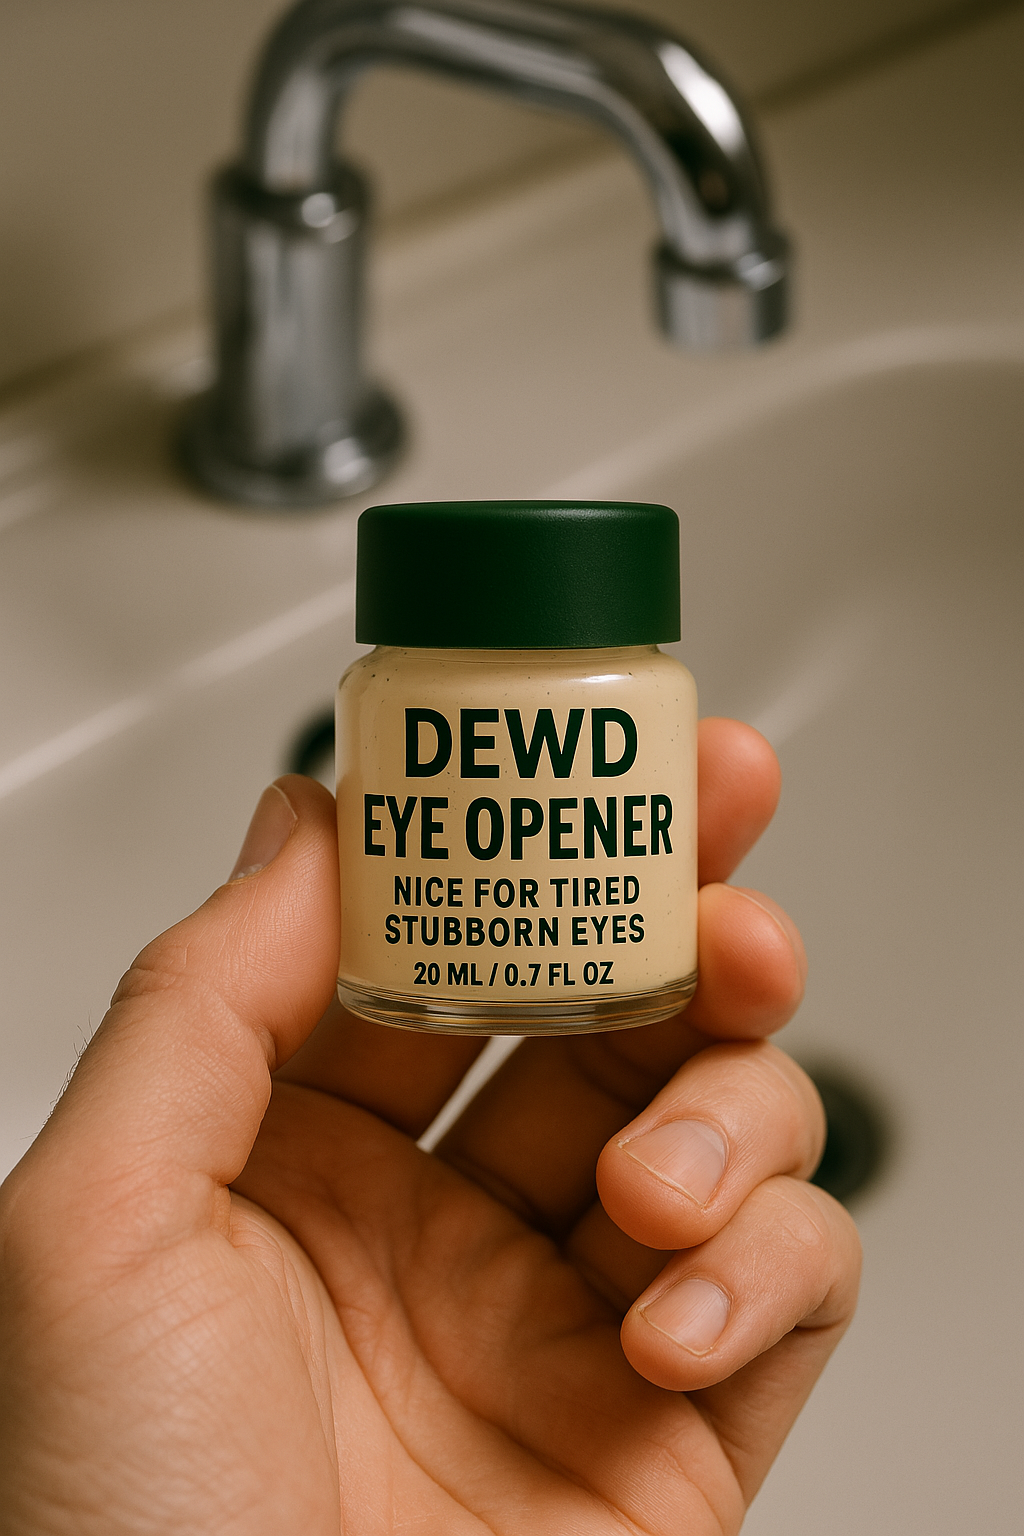 DEWD
EYE OPENER
NICE FOR TIRED
STUBBORN EYES
20 ML / 0.7 FL OZ